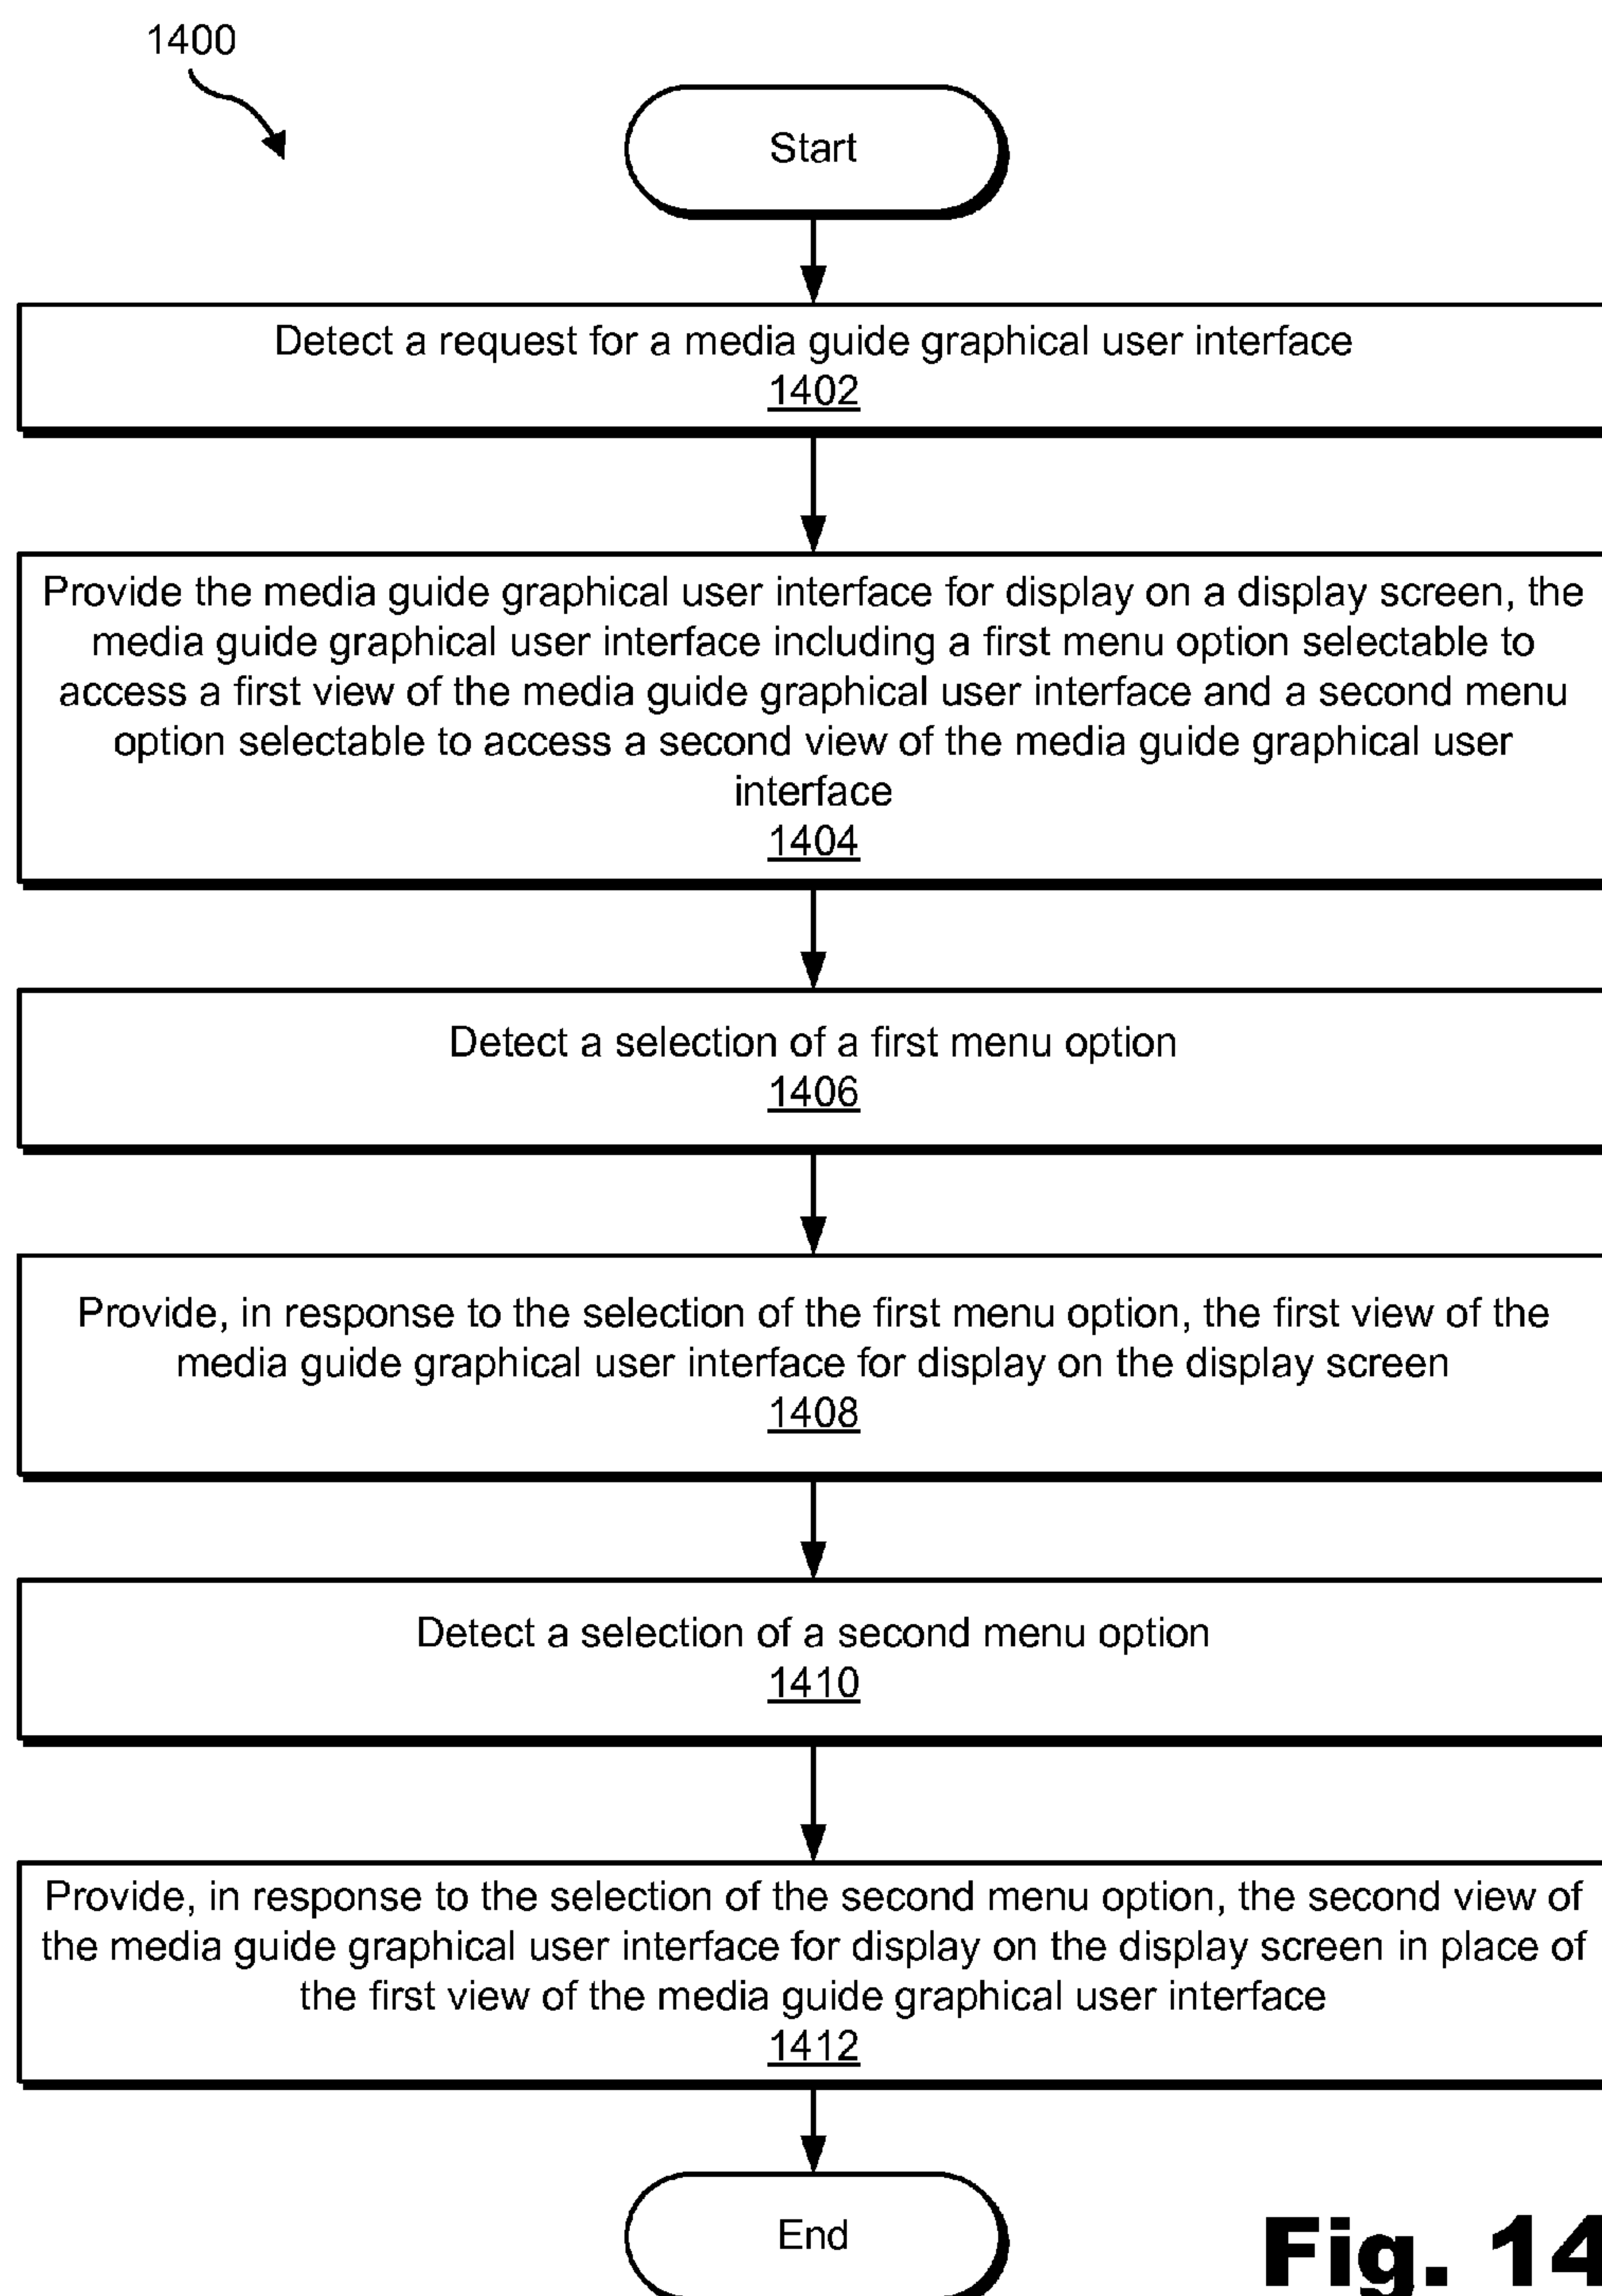 1400
Start
Detect a request for a media guide graphical user interface
1402
Provide the media guide graphical user interface for display on a display screen, the
media guide graphical user interface including a first menu option selectable to
access a first view of the media guide graphical user interface and a second menu
option selectable to access a second view of the media guide graphical user
interface
1404
Detect a selection of a first menu option
1406
Provide, in response to the selection of the first menu option, the first view of the
media guide graphical user interface for display on the display screen
1408
Detect a selection of a second menu option
1410
Provide, in response to the selection of the second menu option, the second view of
the media guide graphical user interface for display on the display screen in place of
the first view of the media guide graphical user interface
1412
End
Fig. 14